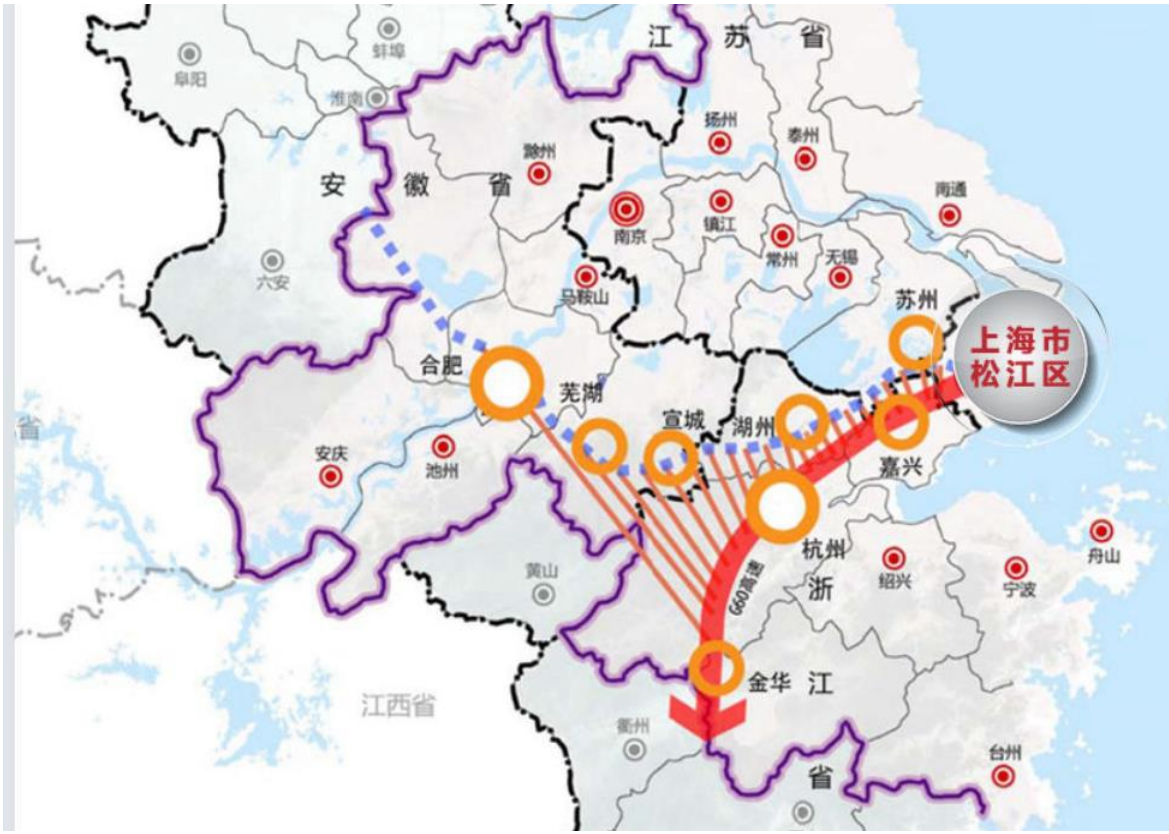 江苏省
蚌埠
阜阳
淮南
扬州
泰州
滁州
安徽省
南通
镇江
南京
常州
无锡
六安
马鞍山
苏州
上海市
松江区
合肥
芜湖
宣城
湖州
省
安庆
池州
嘉兴
杭州
舟山
黄山
G60高速
绍兴
宁波
浙
金华
江
江西省
衢州
台州
省